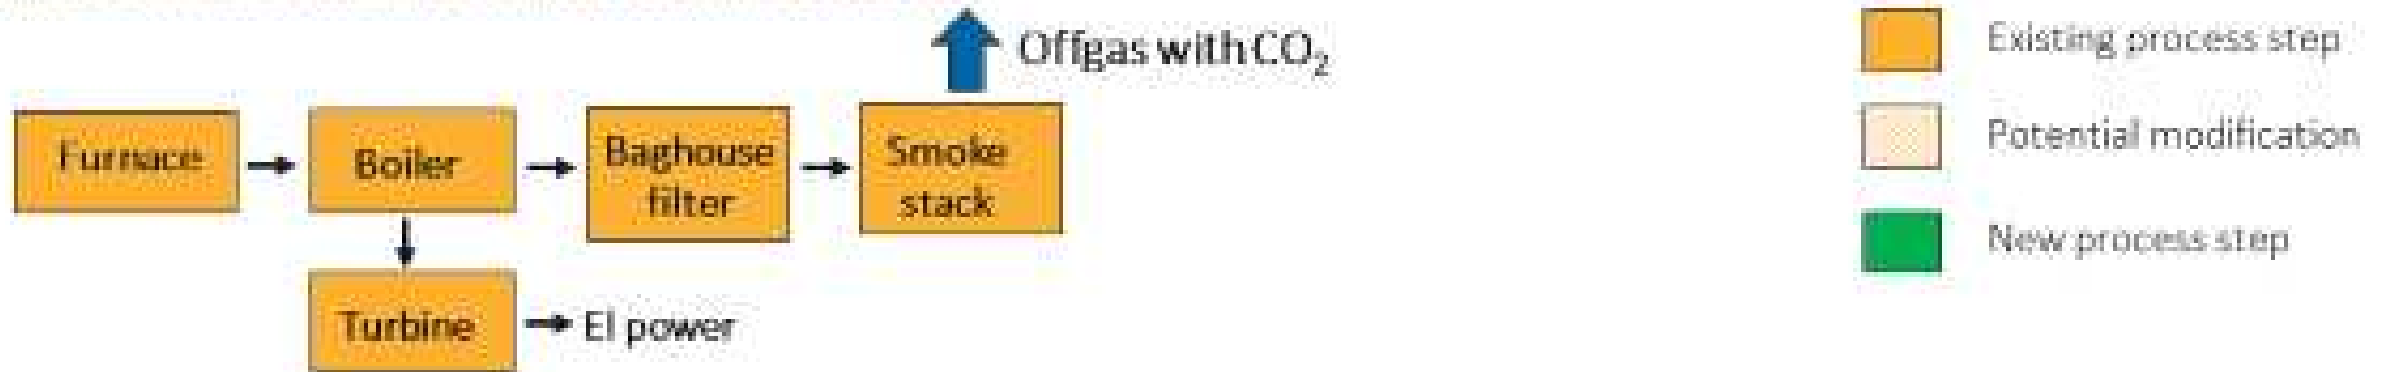 Offgas with CO₂
Existing process step
Furnace
Boiler
Baghouse
filter
Smoke
stack
Potential modification
New process step
Turbine
El power